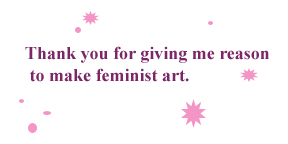 Thank you for giving me reason
to make feminist art.